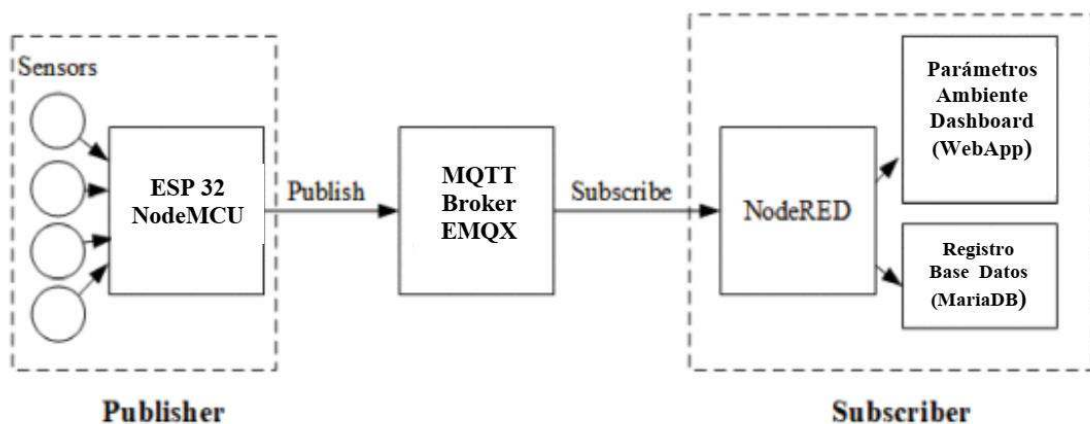 Sensors
ESP 32
NodeMCU
Publish
MQTT
Broker
EMQX
Subscribe
NodeRED
Parámetros
Ambiente
Dashboard
(WebApp)
Registro
Base Datos
(MariaDB)
Publisher
Subscriber